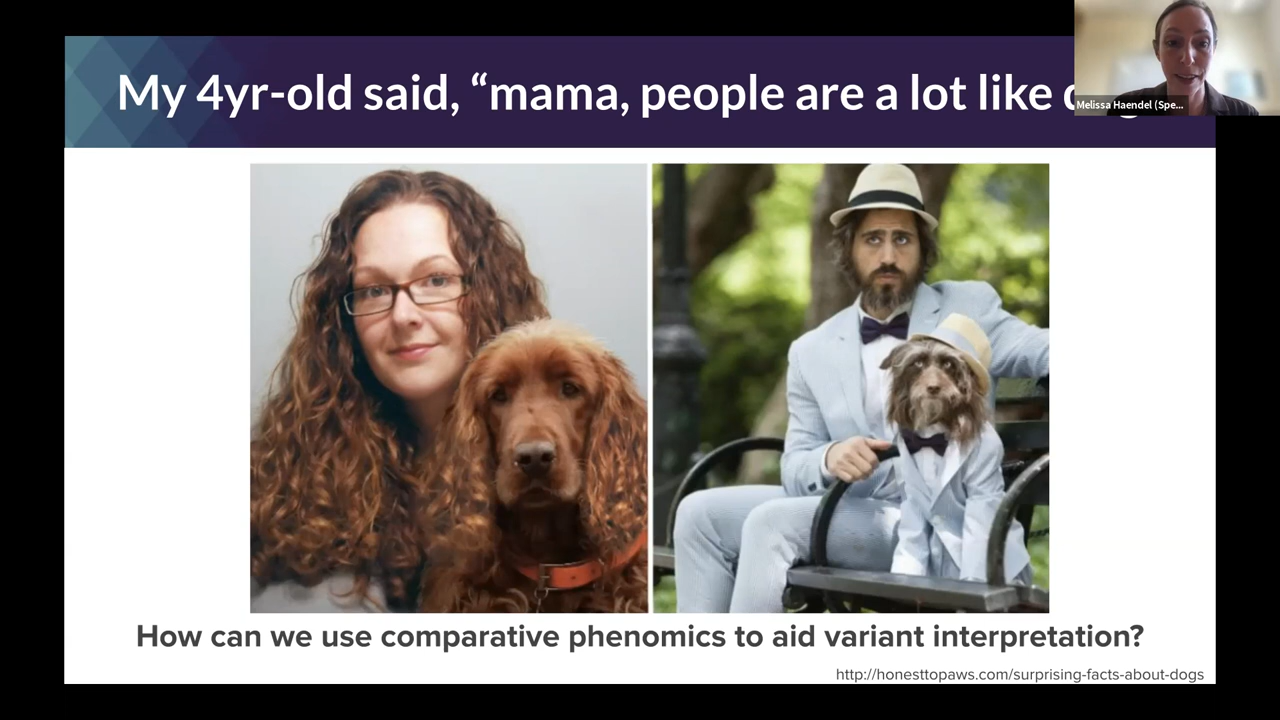 My 4yr-old said, “mama, people are a lot like
Melissa Haendel (Spe...
How can we use comparative phenomics to aid variant interpretation?
http://honesttopaws.com/surprising-facts-about-dogs